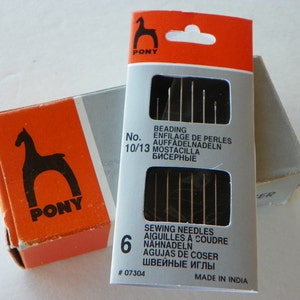 PONY
No.
10/13
BEADING
ENFILAGE DE PERLES
AUFFÄDELNADELN
MOSTACILLA
БИСЕРНЫЕ
6
SEWING NEEDLES
AIGUILLES À COUDRE
NÄHNADELN
AGUJAS DE COSER
ШВЕЙНЫЕ ИГЛЫ
# 07304
MADE IN INDIA
PONY